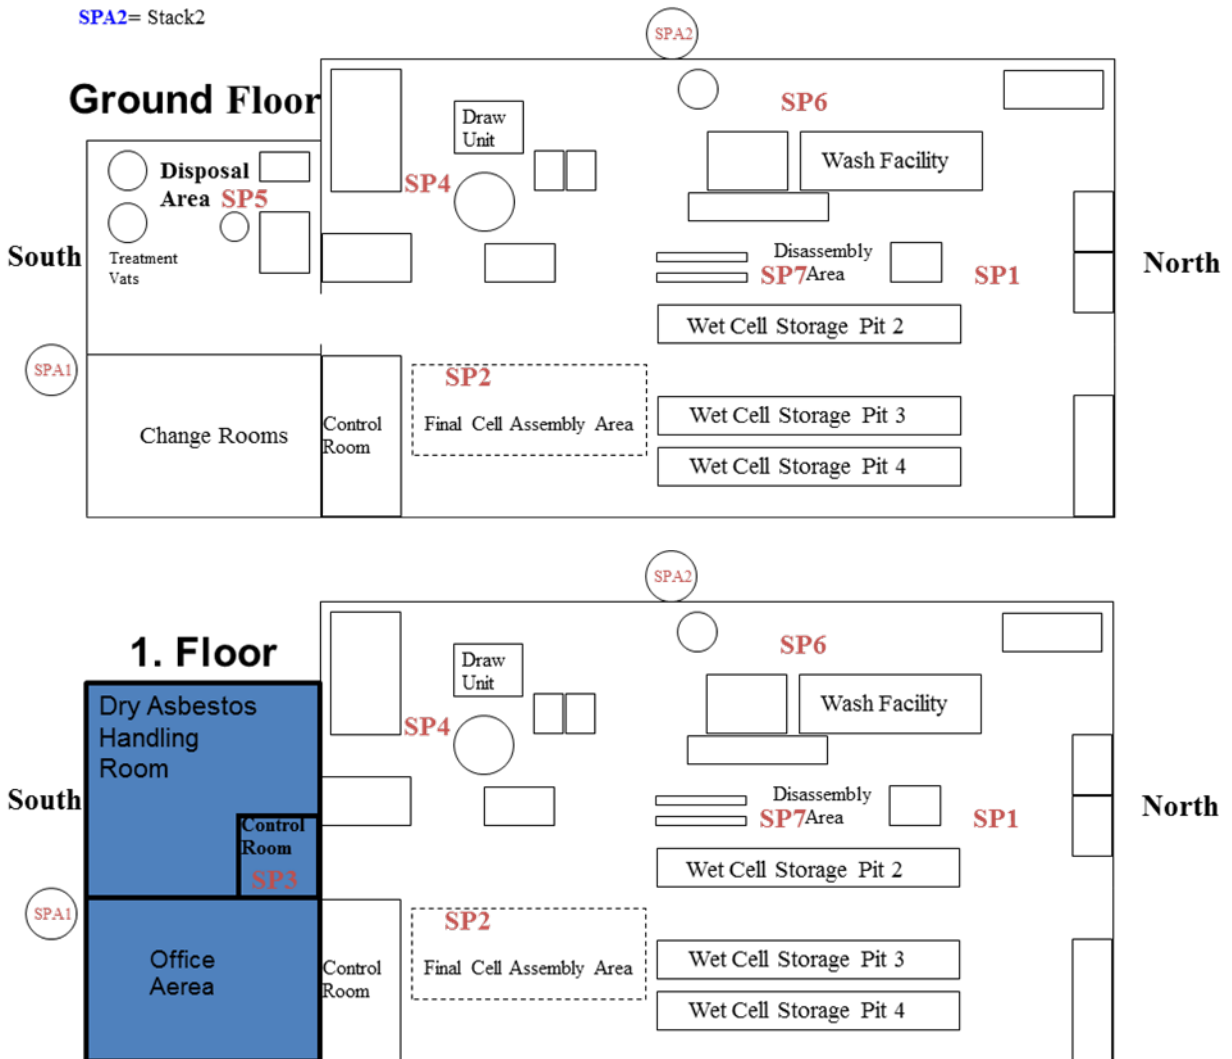 SPA2= Stack2
SPA2
Ground Floor
SP6
Draw
Unit
Wash Facility
Disposal
Area SP5
SP4
Treatment
Vats
South
Disassembly
SP7 Area
SP1
North
Wet Cell Storage Pit 2
SPA1
SP2
Change Rooms
Control
Room
Final Cell Assembly Area
Wet Cell Storage Pit 3
Wet Cell Storage Pit 4
SPA2
1. Floor
SP6
Draw
Unit
Wash Facility
Dry Asbestos
Handling
Room
SP4
South
Disassembly
SP7 Area
SP1
North
Control
Room
SP3
Wet Cell Storage Pit 2
SPA1
SP2
Office
Aerea
Control
Room
Final Cell Assembly Area
Wet Cell Storage Pit 3
Wet Cell Storage Pit 4